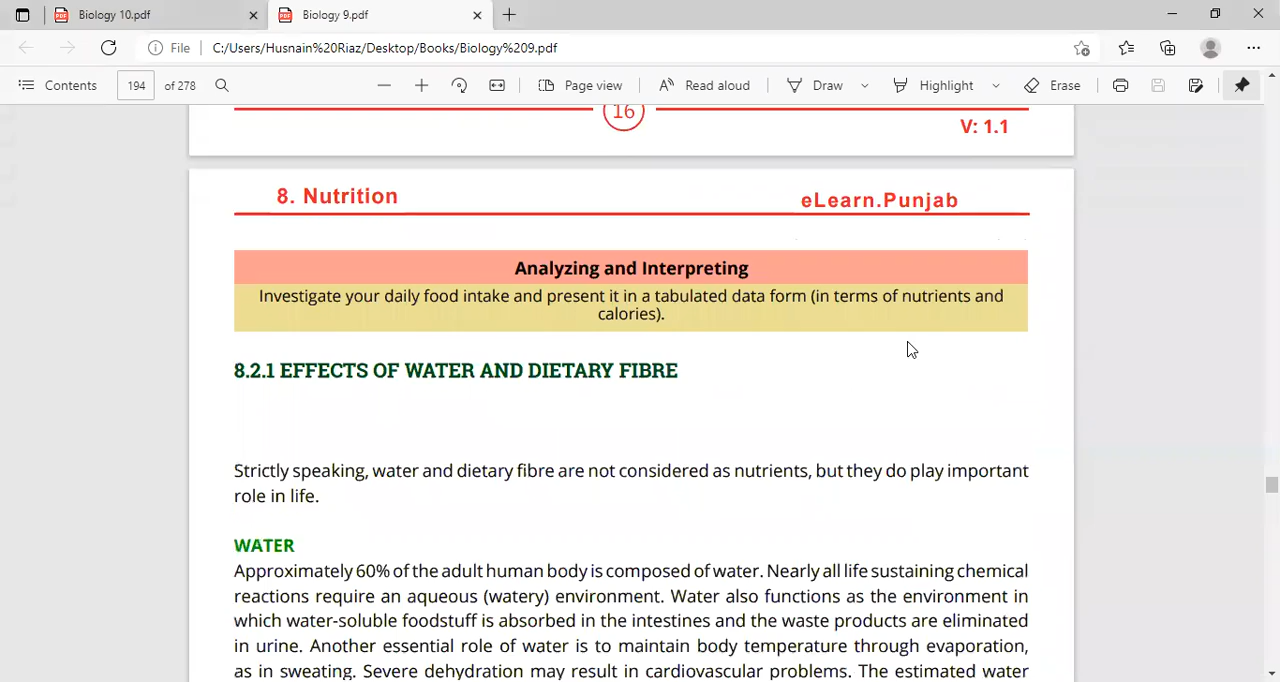 Biology 10.pdf
Biology 9.pdf
File
C:/Users/Husnain%20Riaz/Desktop/Books/Biology%209.pdf
Contents
194
of 278
Page view
Read aloud
Draw
Highlight
Erase
16
V: 1.1
8. Nutrition
eLearn.Punjab
Analyzing and Interpreting
Investigate your daily food intake and present it in a tabulated data form (in terms of nutrients and
calories).
8.2.1 EFFECTS OF WATER AND DIETARY FIBRE
Strictly speaking, water and dietary fibre are not considered as nutrients, but they do play important
role in life.
WATER
Approximately 60% of the adult human body is composed of water. Nearly all life sustaining chemical
reactions require an aqueous (watery) environment. Water also functions as the environment in
which water-soluble foodstuff is absorbed in the intestines and the waste products are eliminated
in urine. Another essential role of water is to maintain body temperature through evaporation,
as in sweating. Severe dehydration may result in cardiovascular problems. The estimated water